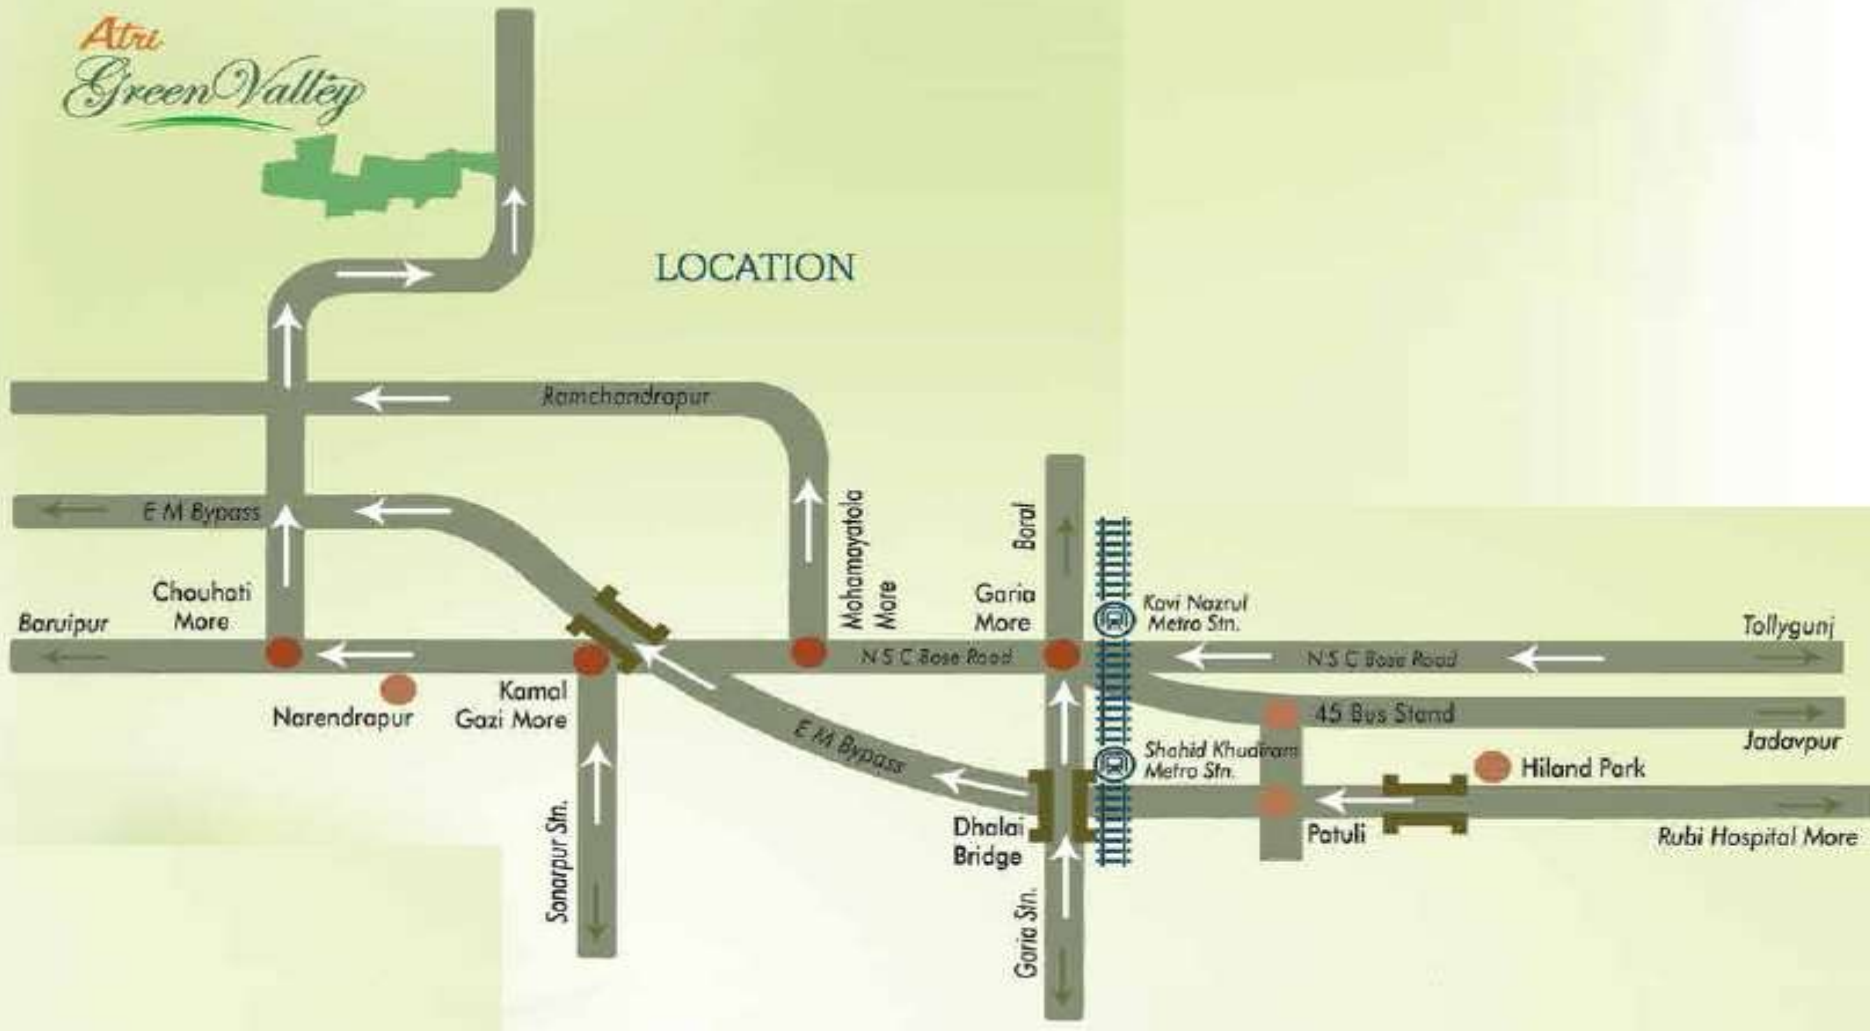 Atri
Green Valley
LOCATION
Ramchandrapur
E M Bypass
Chouhati
More
Baruipur
Narendrapur
Kamal
Gazi More
Sonarpur Stn.
Mohamayatola
More
Boral
Garia
More
N S C Bose Road
Kavi Nazrul
Metro Stn.
N S C Bose Road
Tollygunj
45 Bus Stand
Jadavpur
E M Bypass
Shahid Khudiram
Metro Stn.
Hiland Park
Dhalai
Bridge
Patuli
Rubi Hospital More
Garia Stn.